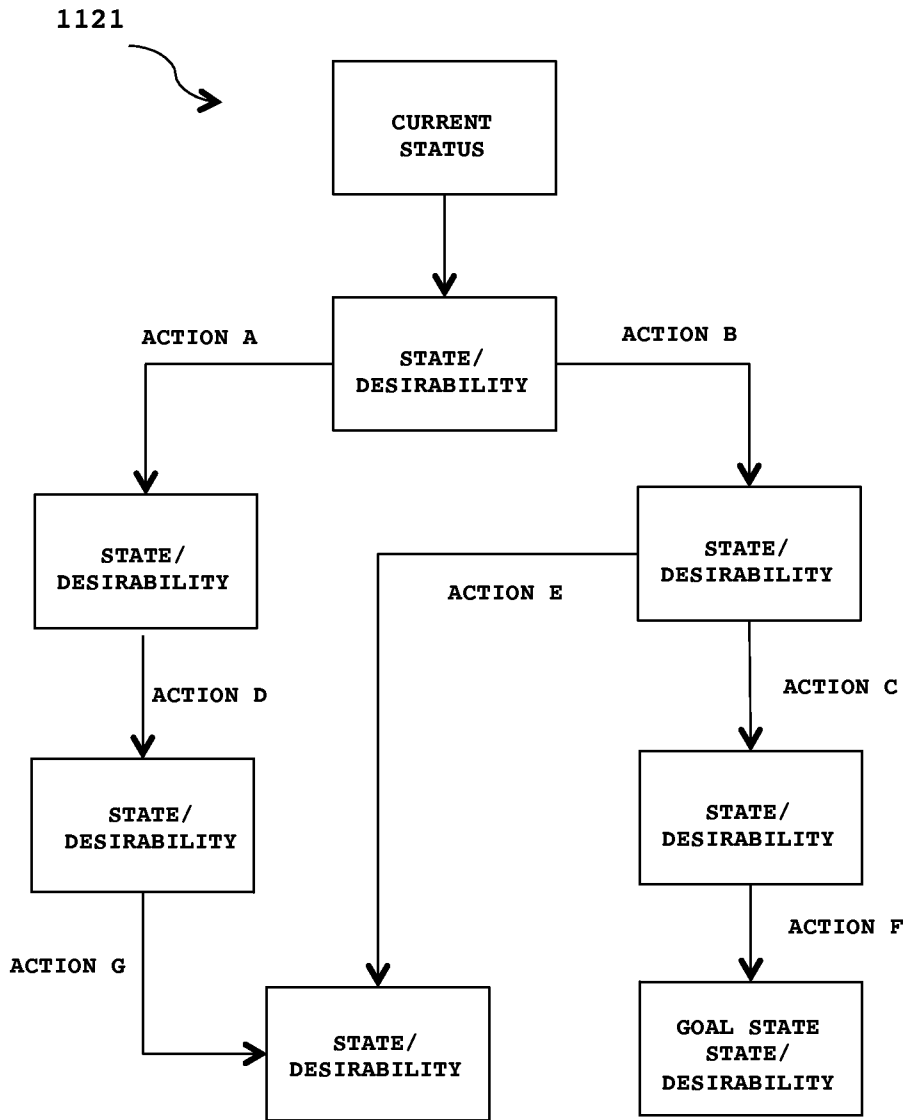 1121
CURRENT
STATUS
ACTION A
ACTION B
STATE/
DESIRABILITY
STATE/
DESIRABILITY
STATE/
DESIRABILITY
ACTION E
ACTION D
ACTION C
STATE/
DESIRABILITY
STATE/
DESIRABILITY
ACTION F
ACTION G
STATE/
DESIRABILITY
GOAL STATE
STATE/
DESIRABILITY